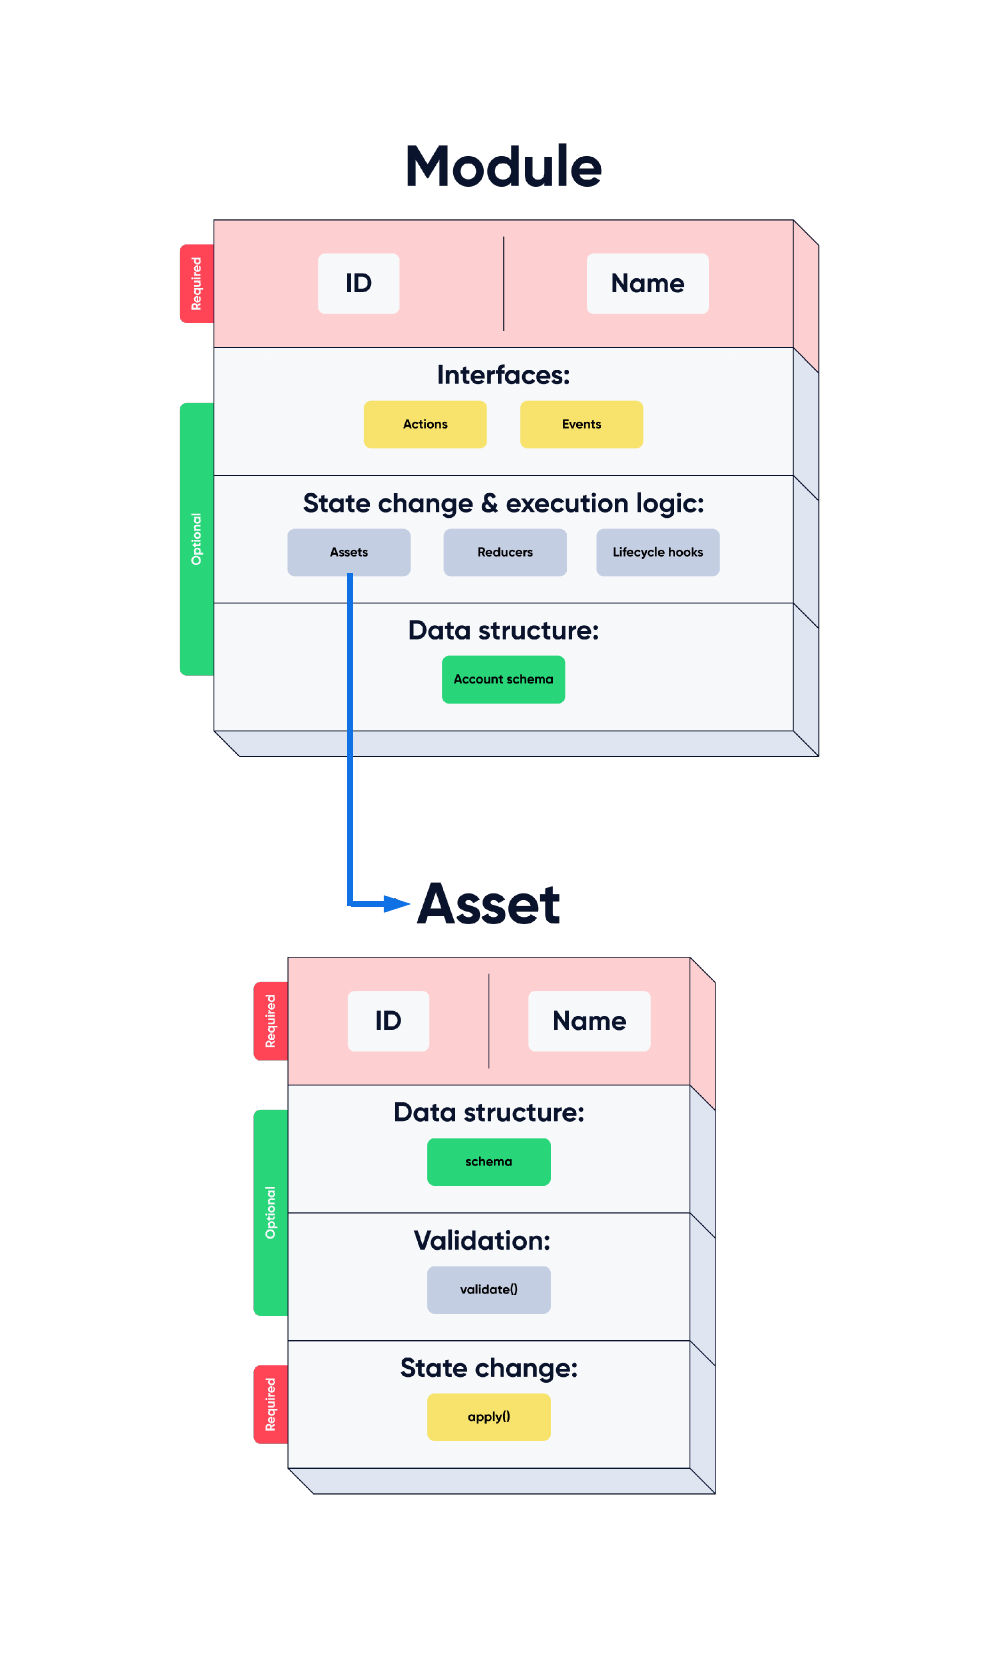 Module
Required
ID
Name
Optional
Interfaces:
Actions
Events
State change & execution logic:
Assets
Reducers
Lifecycle hooks
Data structure:
Account schema
Asset
Required
ID
Name
Optional
Data structure:
schema
Validation:
validate()
Required
State change:
apply()